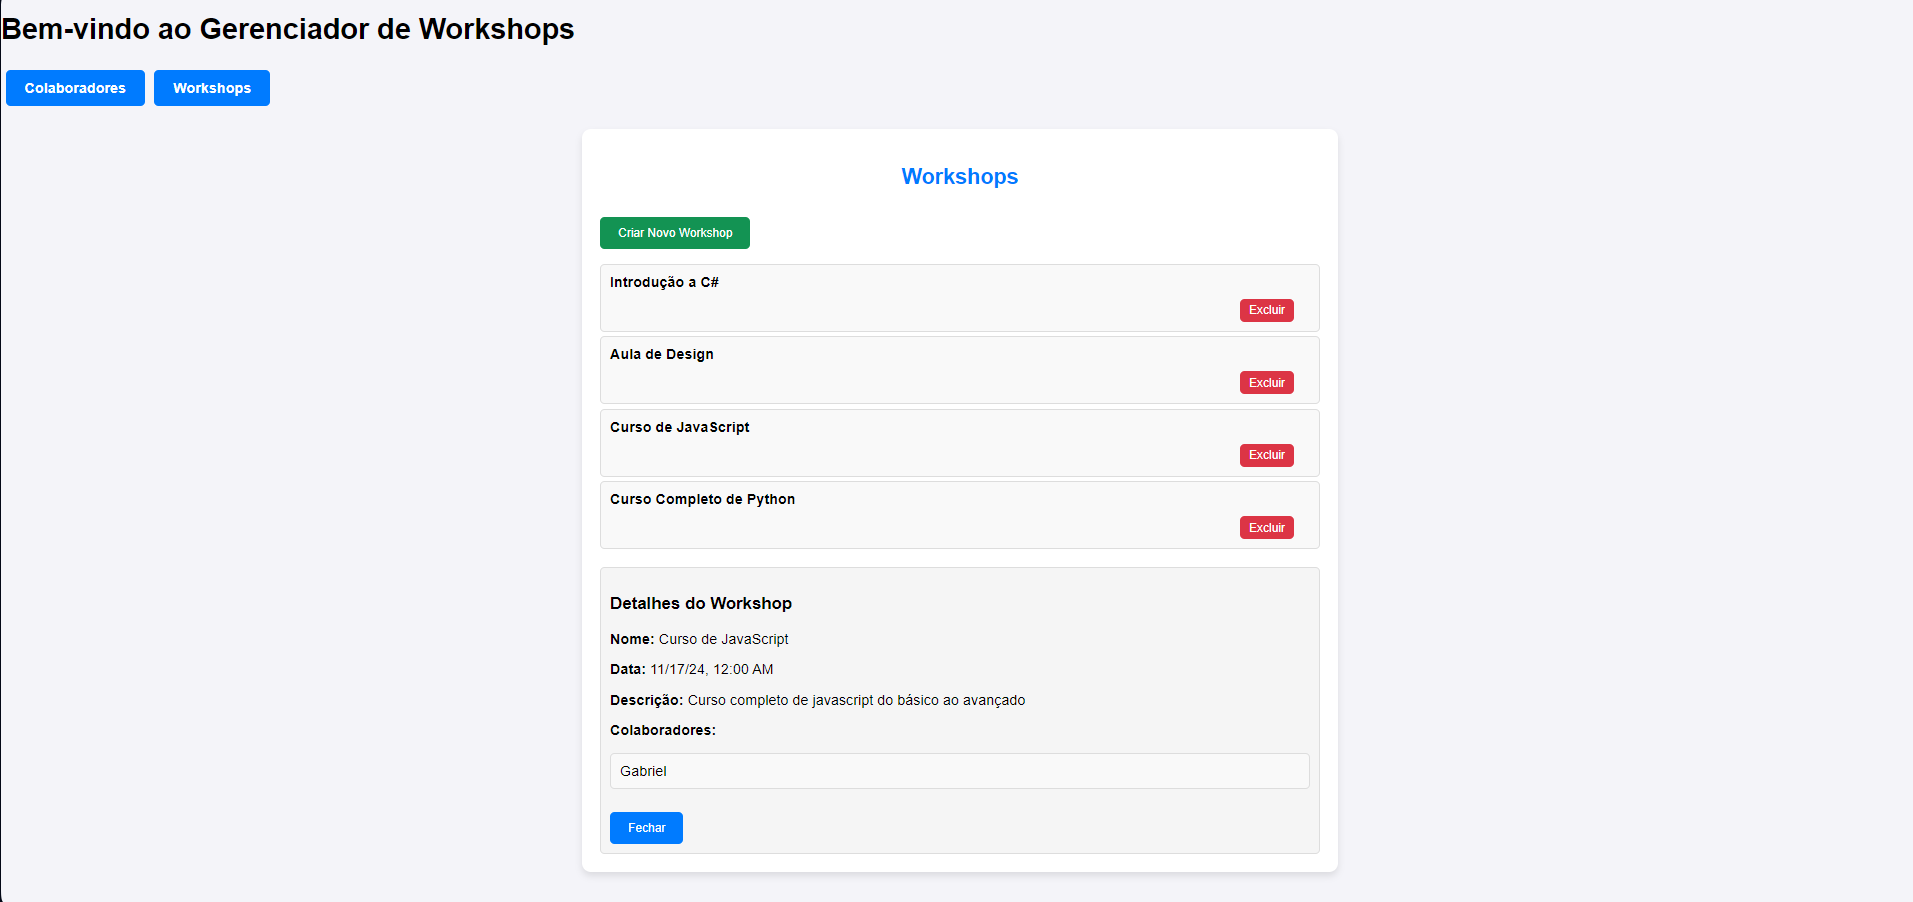 Bem-vindo ao Gerenciador de Workshops
Colaboradores Workshops
Workshops
Criar Novo Workshop
Introdução a C#
Excluir
Aula de Design
Excluir
Curso de JavaScript
Excluir
Curso Completo de Python
Excluir
Detalhes do Workshop
Nome: Curso de JavaScript
Data: 11/17/24, 12:00 AM
Descrição: Curso completo de javascript do básico ao avançado
Colaboradores:
Gabriel
Fechar